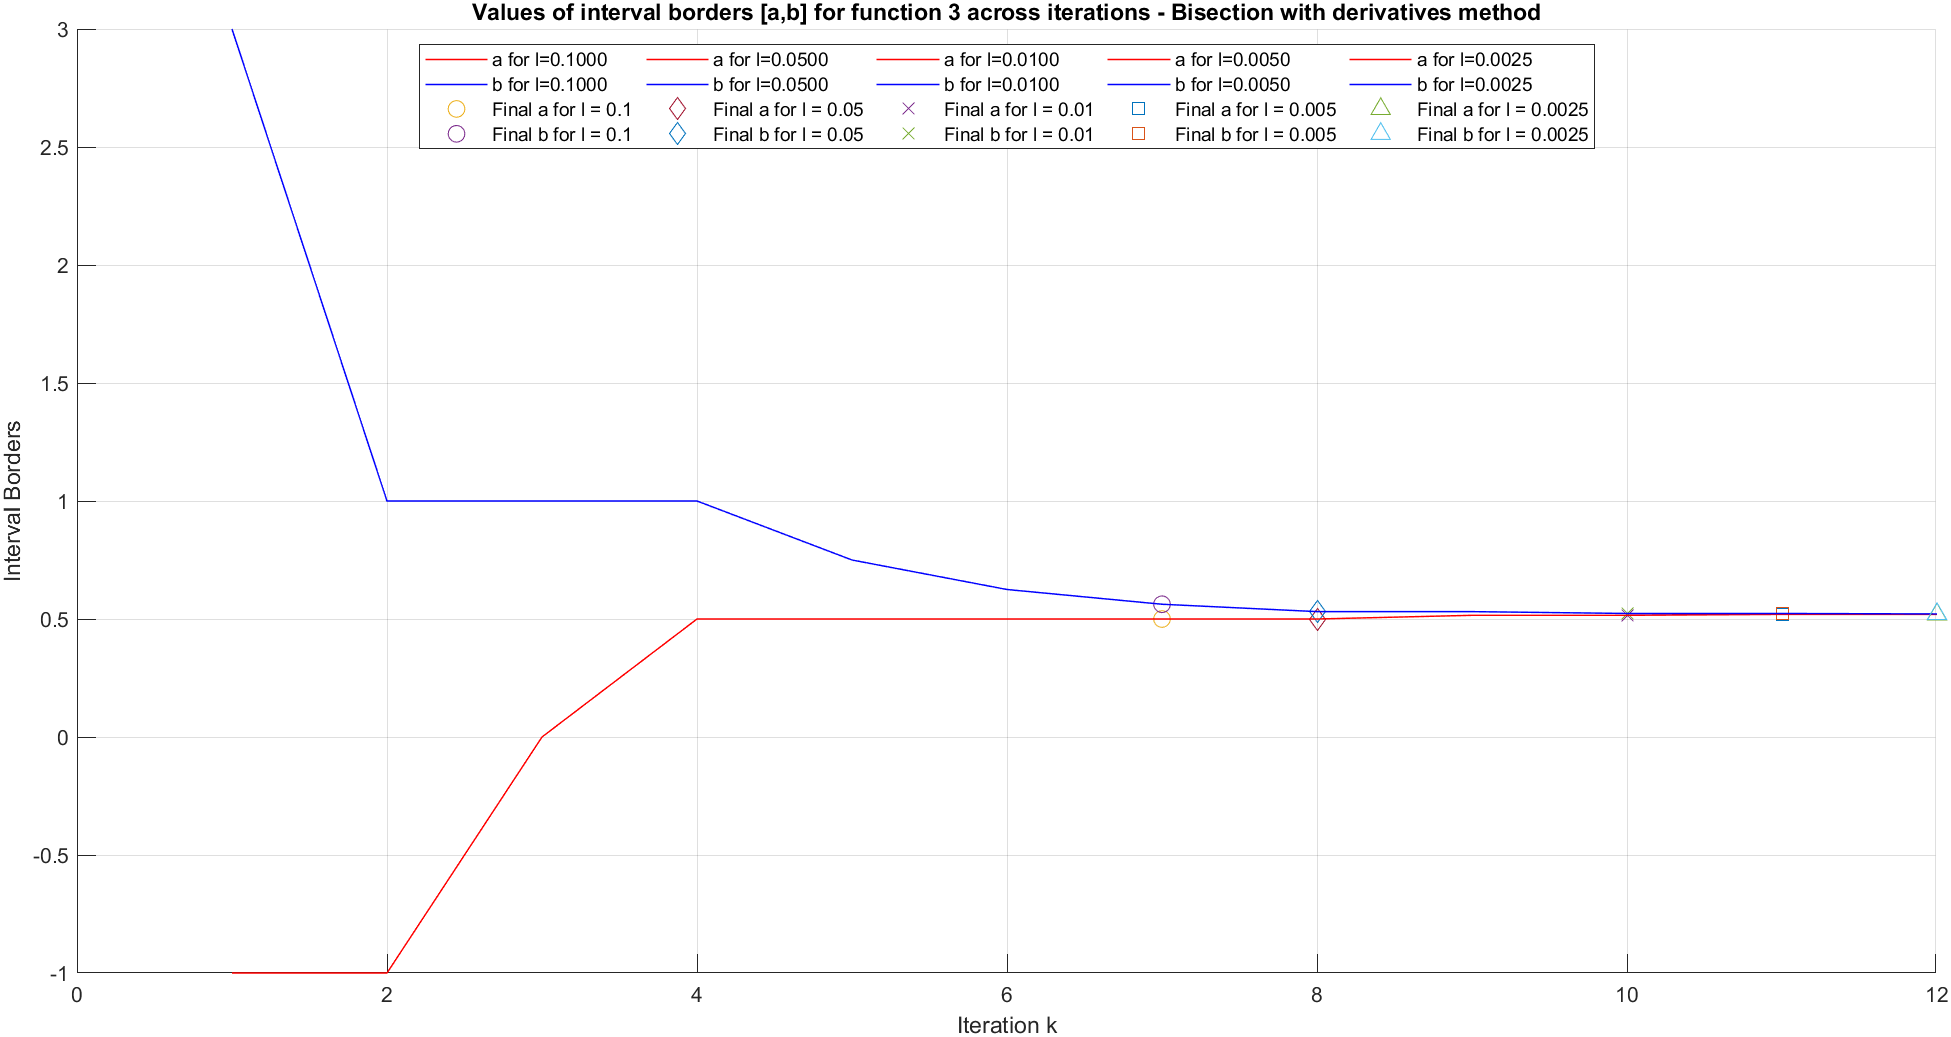 Values of interval borders [a,b] for function 3 across iterations - Bisection with derivatives method
a for l=0.1000 a for l=0.0500 a for l=0.0100 a for l=0.0050 a for l=0.0025
b for l=0.1000 b for l=0.0500 b for l=0.0100 b for l=0.0050 b for l=0.0025
Final a for l = 0.1 Final a for l = 0.05 Final a for l = 0.01 Final a for l = 0.005 Final a for l = 0.0025
Final b for l = 0.1 Final b for l = 0.05 Final b for l = 0.01 Final b for l = 0.005 Final b for l = 0.0025
Interval Borders
3
2.5
2
1.5
1
0.5
0
-0.5
-1
0 2 4 6 8 10 12
Iteration k